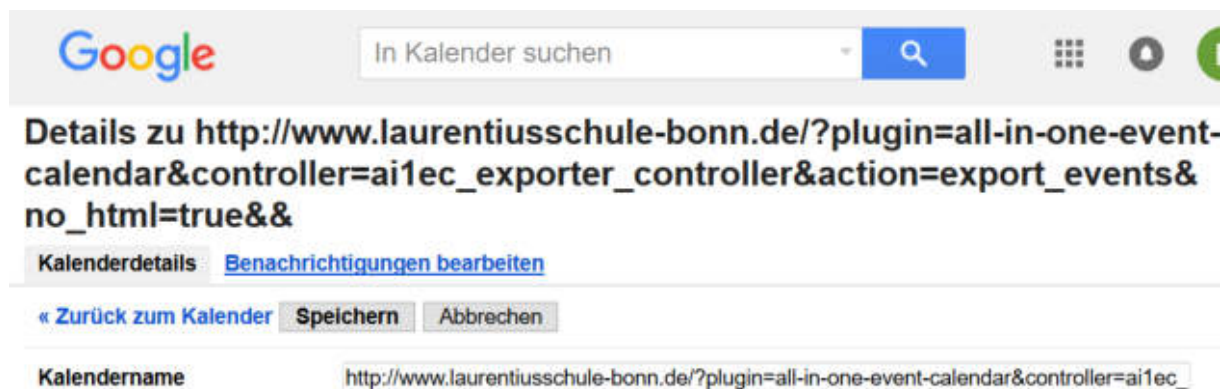 Google In Kalender suchen
Details zu http://www.laurentiusschule-bonn.de/?plugin=all-in-one-event-
calendar&controller=ai1ec_exporter_controller&action=export_events&
no_html=true&&
Kalenderdetails Benachrichtigungen bearbeiten
« Zurück zum Kalender Speichern Abbrechen
Kalendername http://www.laurentiusschule-bonn.de/?plugin=all-in-one-event-calendar&controller=ai1ec_